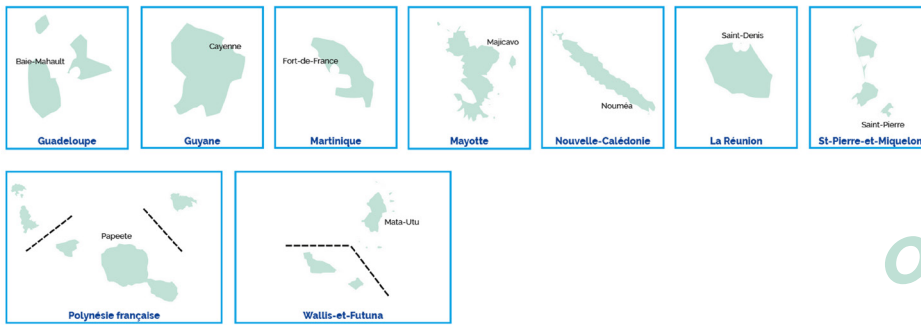 Baie-Mahault
Guadeloupe
Cayenne
Guyane
Fort-de-France
Martinique
Majicavo
Mayotte
Nouméa
Nouvelle-Calédonie
Saint-Denis
La Réunion
Saint-Pierre
St-Pierre-et-Miquelon
Papeete
Polynésie française
Mata-Utu
Wallis-et-Futuna